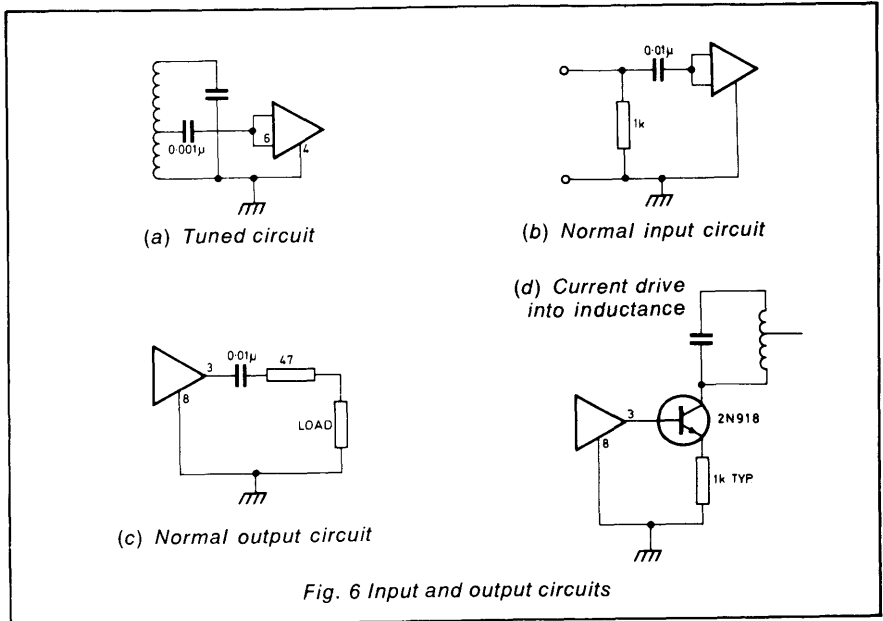 0·001μ
6
4
(a) Tuned circuit
0·01μ
1k
(b) Normal input circuit
3
8
0·01μ
47
LOAD
(c) Normal output circuit
(d) Current drive
into inductance
3
8
2N918
1k TYP
Fig. 6 Input and output circuits